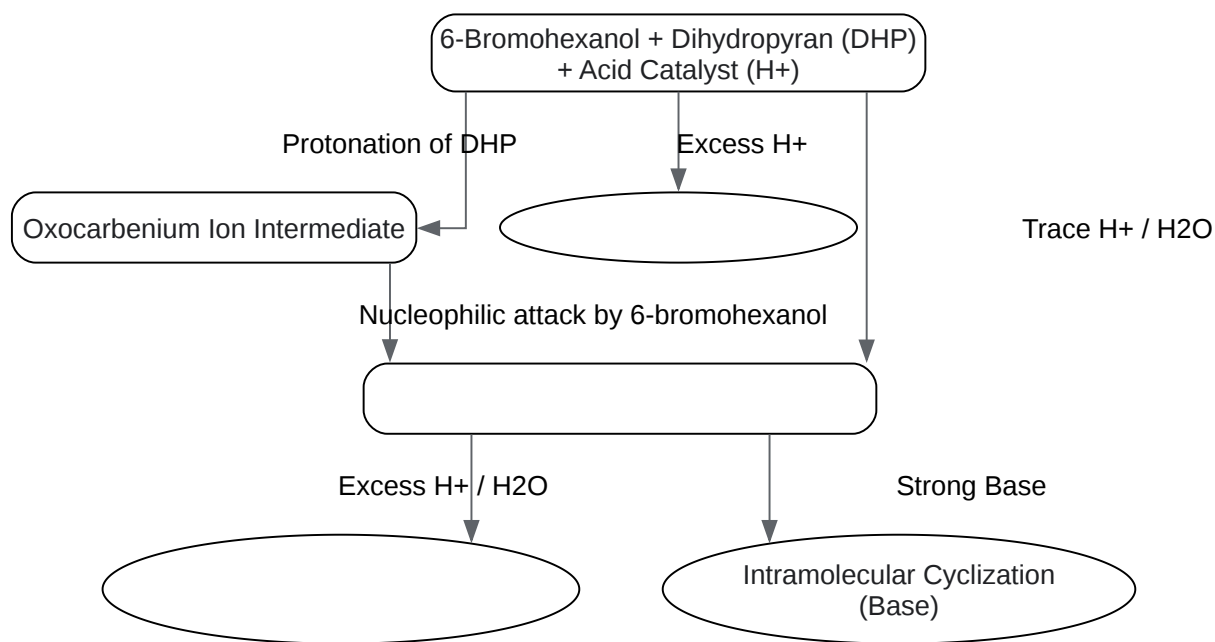 6-Bromohexanol + Dihydropyran (DHP)
+ Acid Catalyst (H+)
Protonation of DHP
Excess H+
Oxocarbenium Ion Intermediate
Trace H+ / H2O
Nucleophilic attack by 6-bromohexanol
Excess H+ / H2O
Strong Base
Intramolecular Cyclization
(Base)